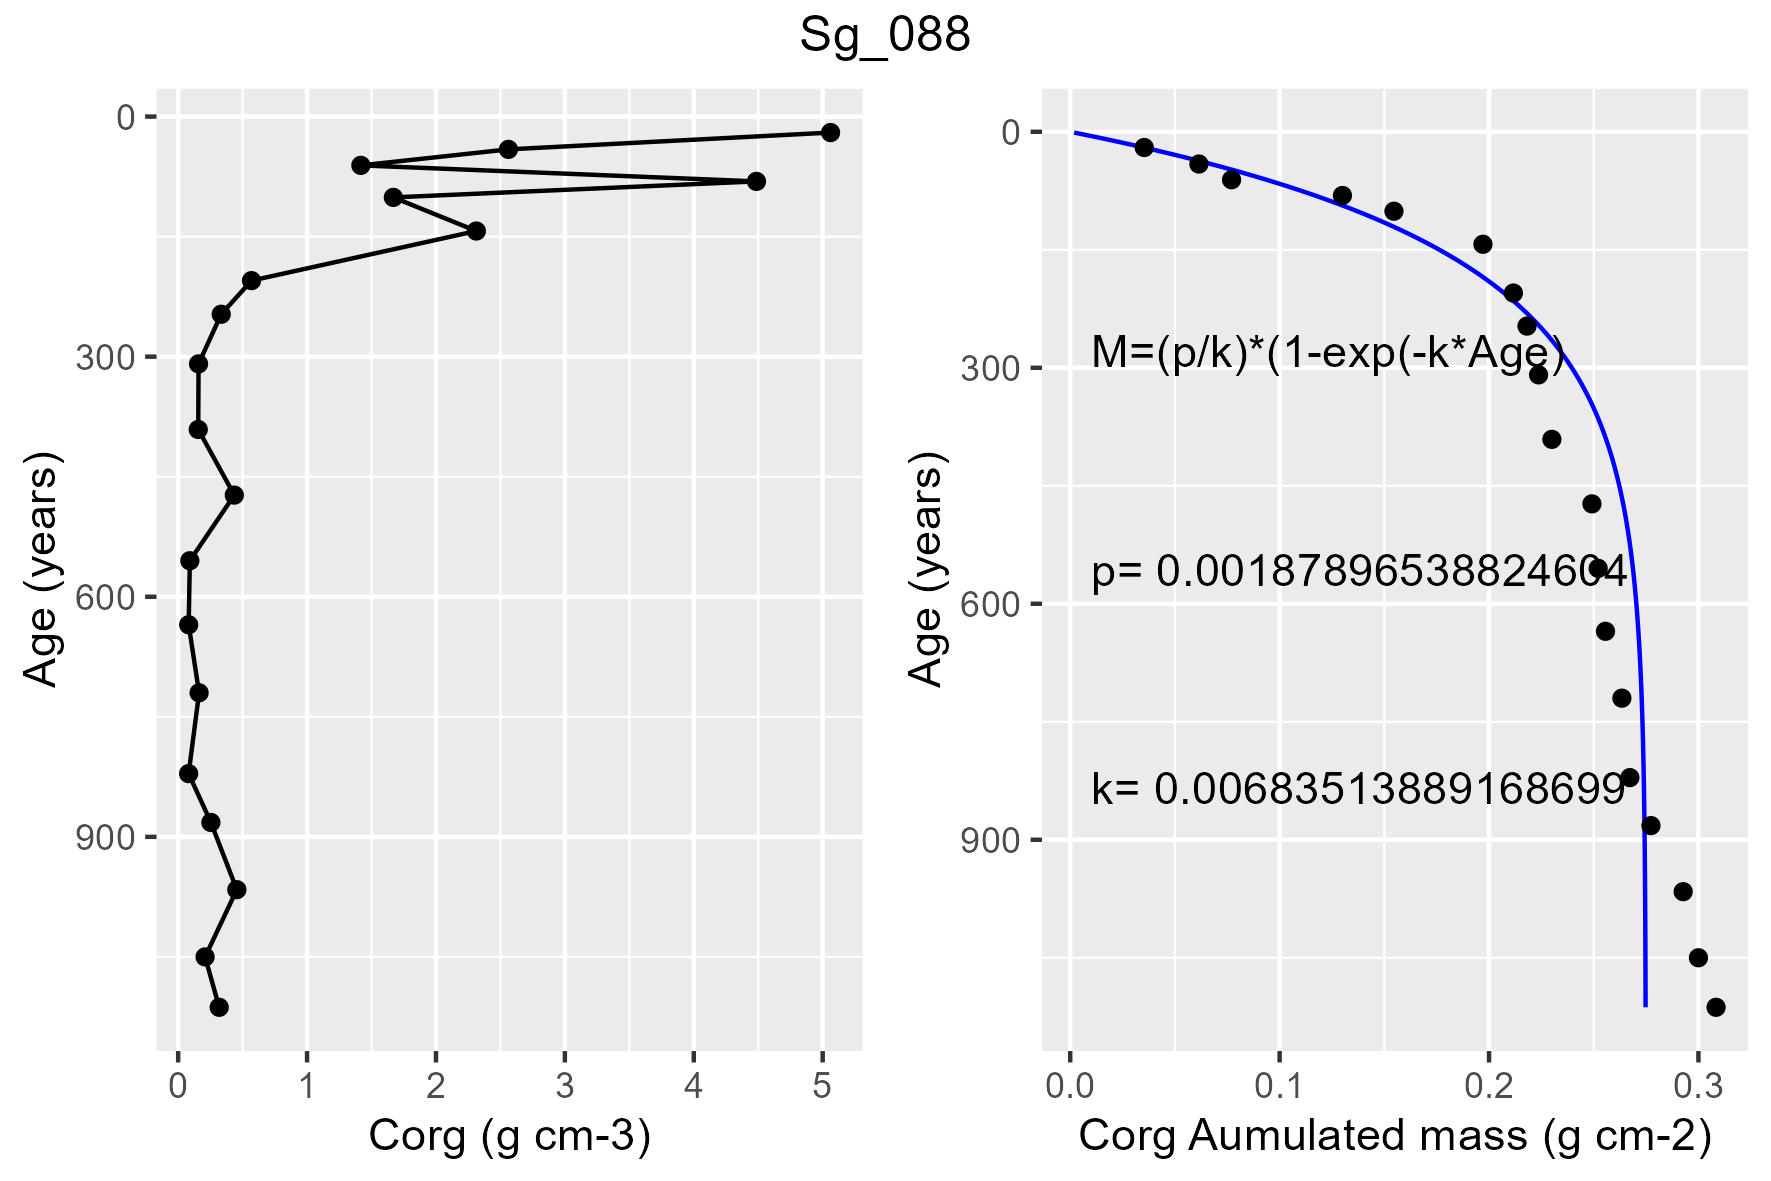 Sg_088
0
300
600
900
Age (years)
0 1 2 3 4 5
Corg (g cm-3)
0
300
600
900
Age (years)
M=(p/k)*(1-exp(-k*Age)
p= 0.00187896538824604
k= 0.00683513889168699
0.0 0.1 0.2 0.3
Corg Aumulated mass (g cm-2)